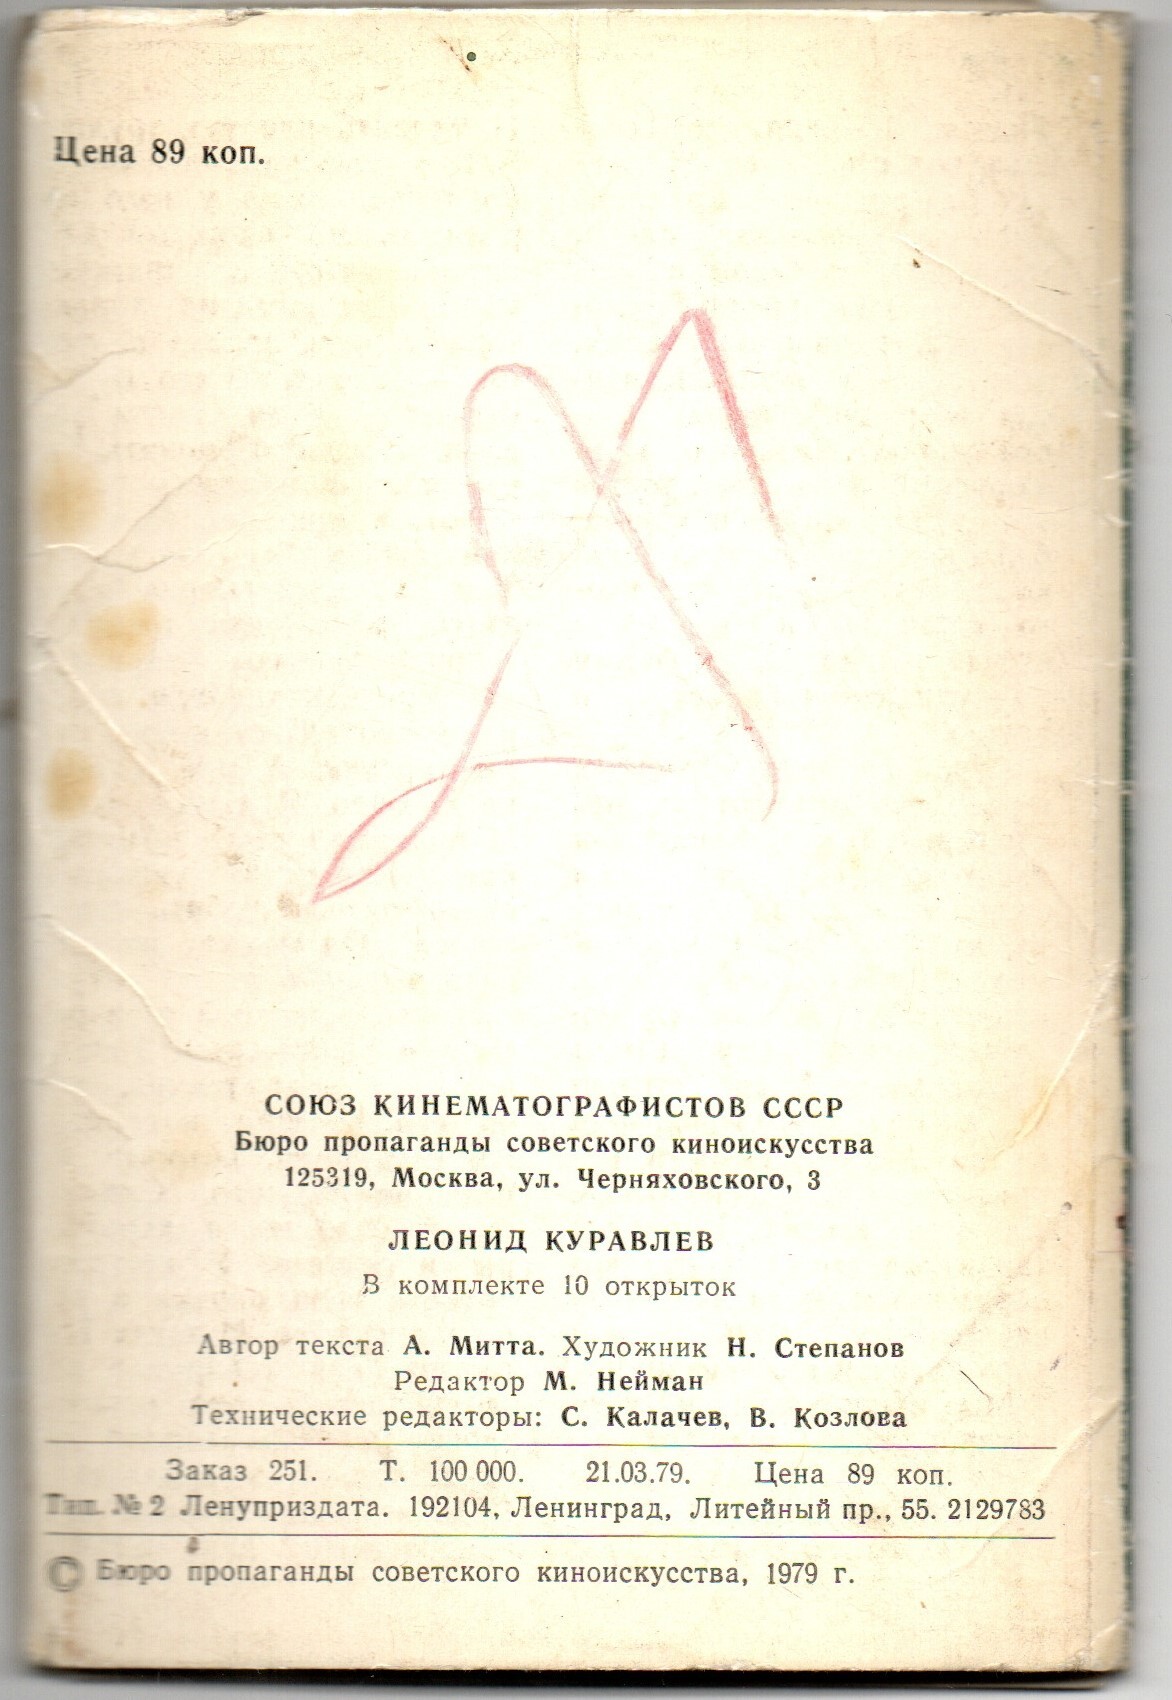 Цена 89 коп.
СОЮЗ КИНЕМАТОГРАФИСТОВ СССР
Бюро пропаганды советского киноискусства
125319, Москва, ул. Черняховского, 3
ЛЕОНИД КУРАВЛЕВ
В комплекте 10 открыток
Автор текста А. Митта. Художник Н. Степанов
Редактор М. Нейман
Технические редакторы: С. Калачев, В. Козлова
Заказ 251. Т. 100 000. 21.03.79. Цена 89 коп.
Тип. № 2 Ленуприздата. 192104, Ленинград, Литейный пр., 55. 2129783
© Бюро пропаганды советского киноискусства, 1979 г.